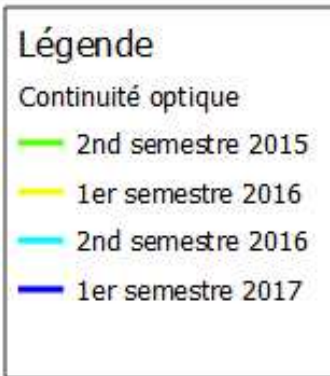 Légende
Continuité optique
2nd semestre 2015
1er semestre 2016
2nd semestre 2016
1er semestre 2017